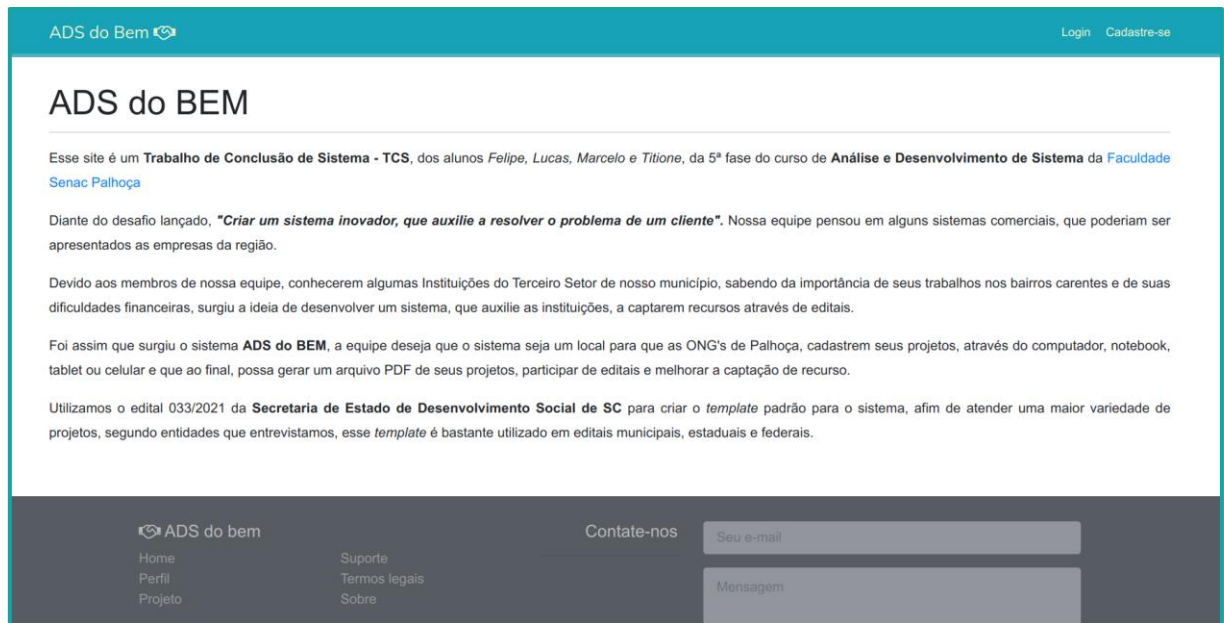 ADS do Bem
Login Cadastre-se
ADS do BEM
Esse site é um Trabalho de Conclusão de Sistema - TCS, dos alunos Felipe, Lucas, Marcelo e Titione, da 5ª fase do curso de Análise e Desenvolvimento de Sistema da Faculdade
Senac Palhoça
Diante do desafio lançado, "Criar um sistema inovador, que auxilie a resolver o problema de um cliente". Nossa equipe pensou em alguns sistemas comerciais, que poderiam ser
apresentados as empresas da região.
Devido aos membros de nossa equipe, conhecerem algumas Instituições do Terceiro Setor de nosso município, sabendo da importância de seus trabalhos nos bairros carentes e de suas
dificuldades financeiras, surgiu a ideia de desenvolver um sistema, que auxilie as instituições, a captarem recursos através de editais.
Foi assim que surgiu o sistema ADS do BEM, a equipe deseja que o sistema seja um local para que as ONG's de Palhoça, cadastrem seus projetos, através do computador, notebook,
tablet ou celular e que ao final, possa gerar um arquivo PDF de seus projetos, participar de editais e melhorar a captação de recurso.
Utilizamos o edital 033/2021 da Secretaria de Estado de Desenvolvimento Social de SC para criar o template padrão para o sistema, afim de atender uma maior variedade de
projetos, segundo entidades que entrevistamos, esse template é bastante utilizado em editais municipais, estaduais e federais.
ADS do bem
Home
Perfil
Projeto
Suporte
Termos legais
Sobre
Contate-nos
Seu e-mail
Mensagem